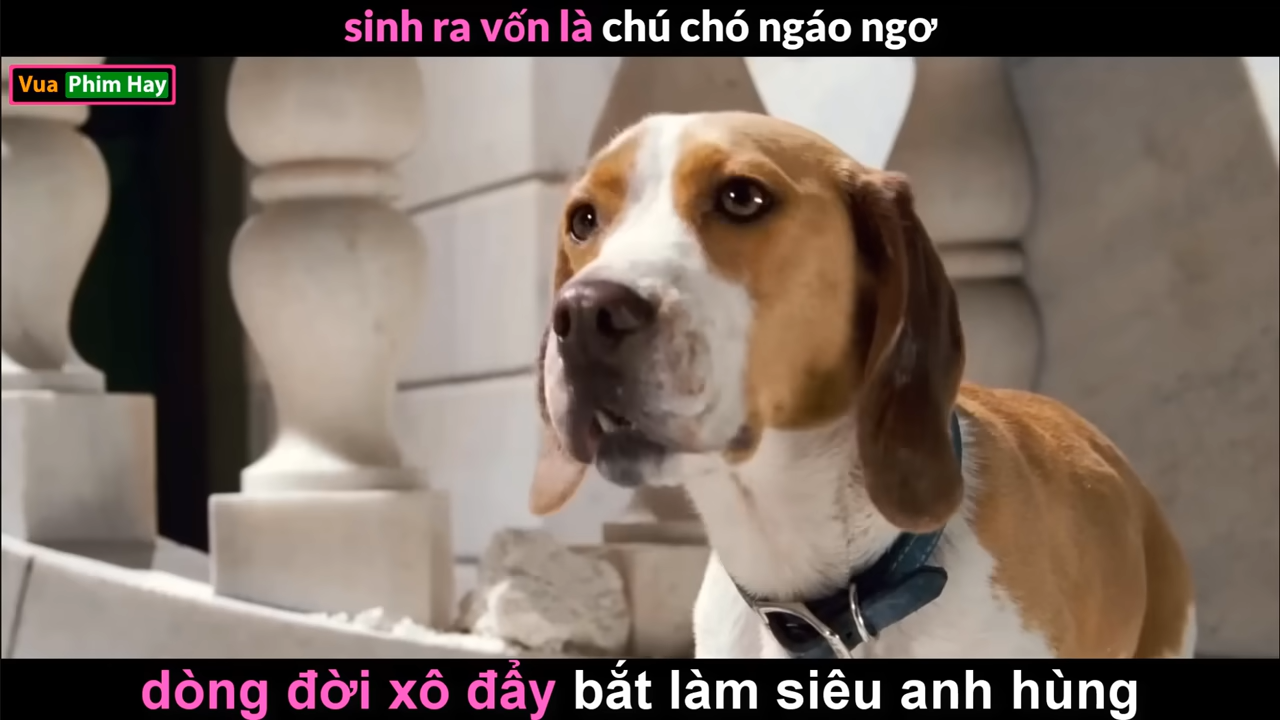 sinh ra vốn là chú chó ngáo ngơ
Vua Phim Hay
dòng đời xô đẩy bắt làm siêu anh hùng